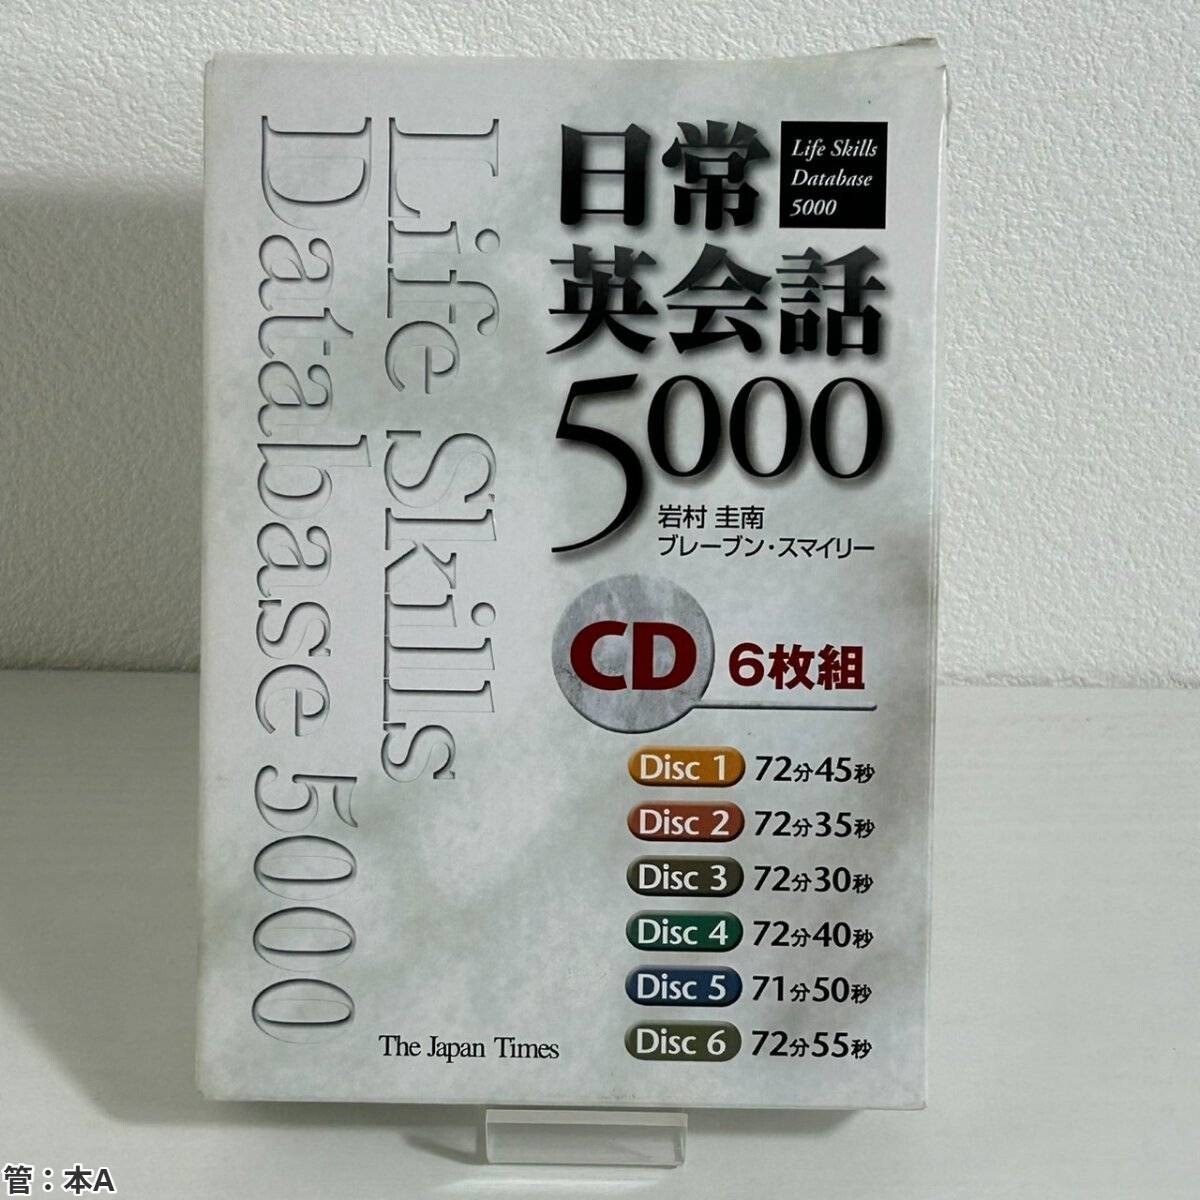 Life Skills
Database 5000
日常
英会話
5000
Life Skills
Database
5000
岩村 圭南
ブレーブン・スマイリー
CD 6枚組
Disc 1 72分45秒
Disc 2 72分35秒
Disc 3 72分30秒
Disc 4 72分40秒
Disc 5 71分50秒
Disc 6 72分55秒
The Japan Times
管：本A